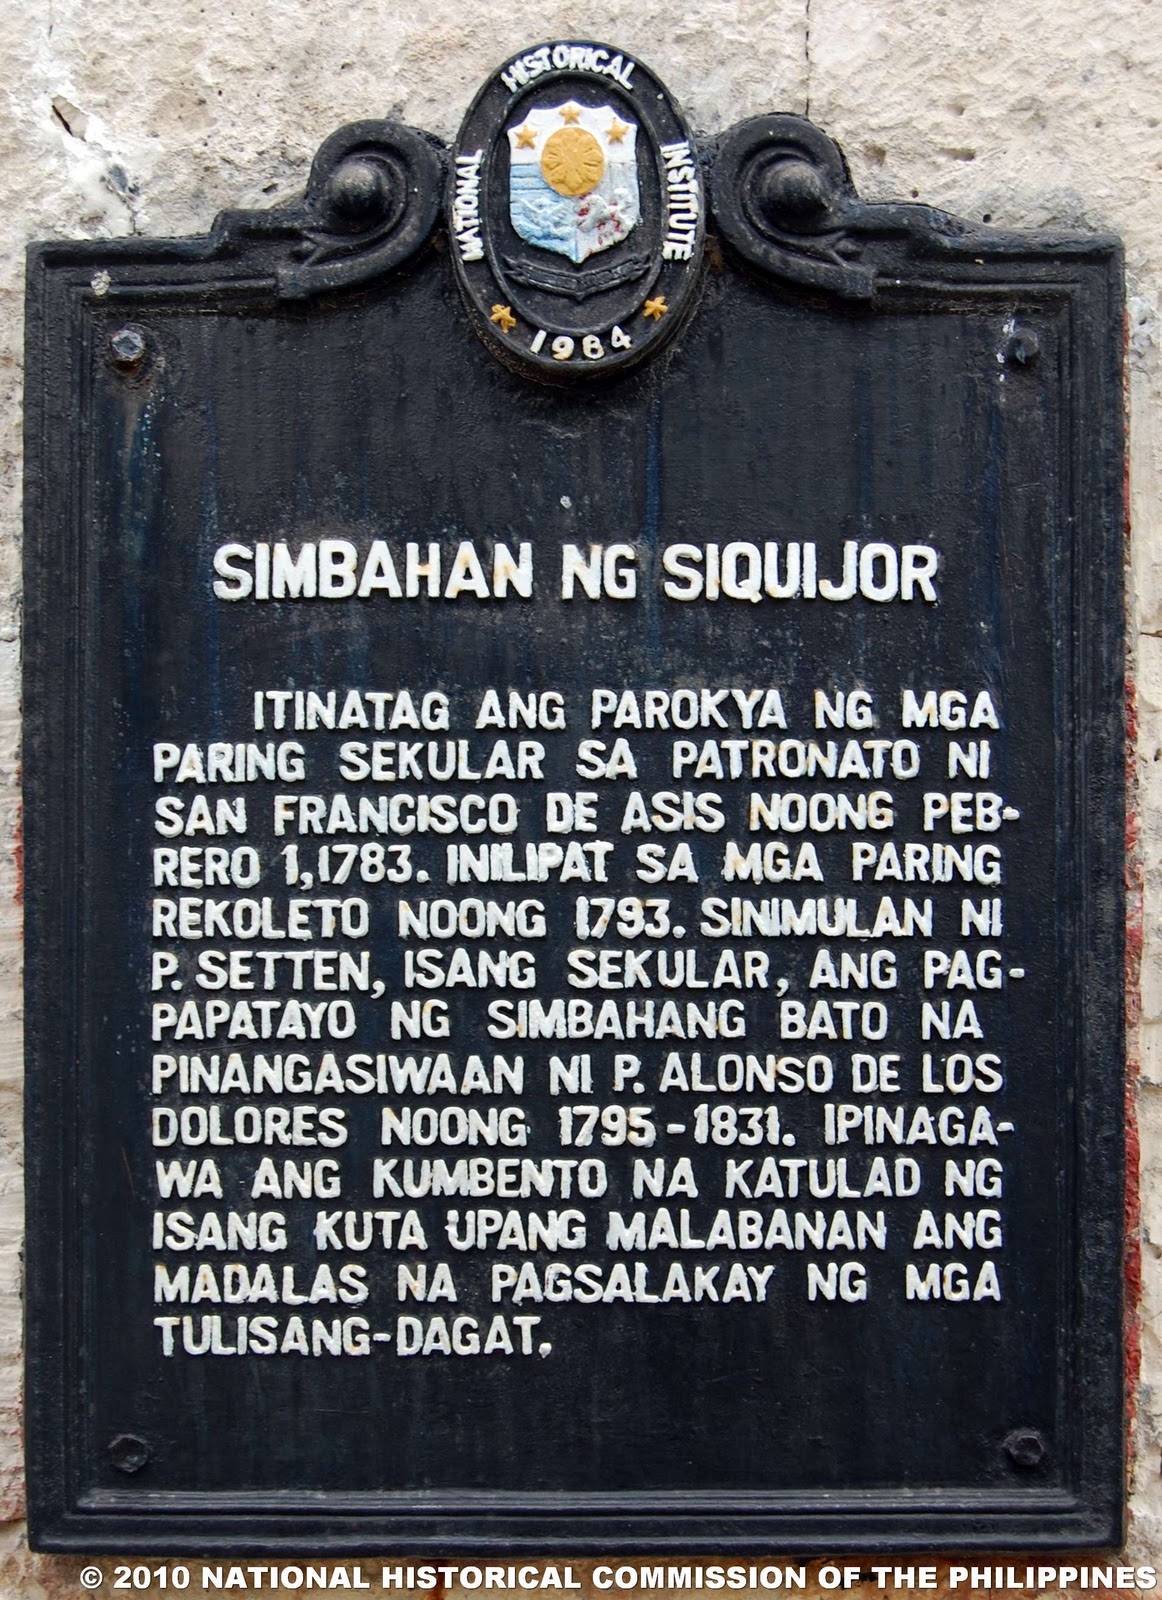 NATIONAL HISTORICAL INSTITUTE
1984
SIMBAHAN NG SIQUIJOR
ITINATAG ANG PAROKYA NG MGA
PARING SEKULAR SA PATRONATO NI
SAN FRANCISCO DE ASIS NOONG PEB-
RERO 1,1783. INILIPAT SA MGA PARING
REKOLETO NOONG 1793. SINIMULAN NI
P. SETTEN, ISANG SEKULAR, ANG PAG-
PAPATAYO NG SIMBAHANG BATO NA
PINANGASIWAAN NI P. ALONSO DE LOS
DOLORES NOONG 1795-1831. IPINAGA-
WA ANG KUMBENTO NA KATULAD NG
ISANG KUTA UPANG MALABANAN ANG
MADALAS NA PAGSALAKAY NG MGA
TULISANG-DAGAT.
© 2010 NATIONAL HISTORICAL COMMISSION OF THE PHILIPPINES